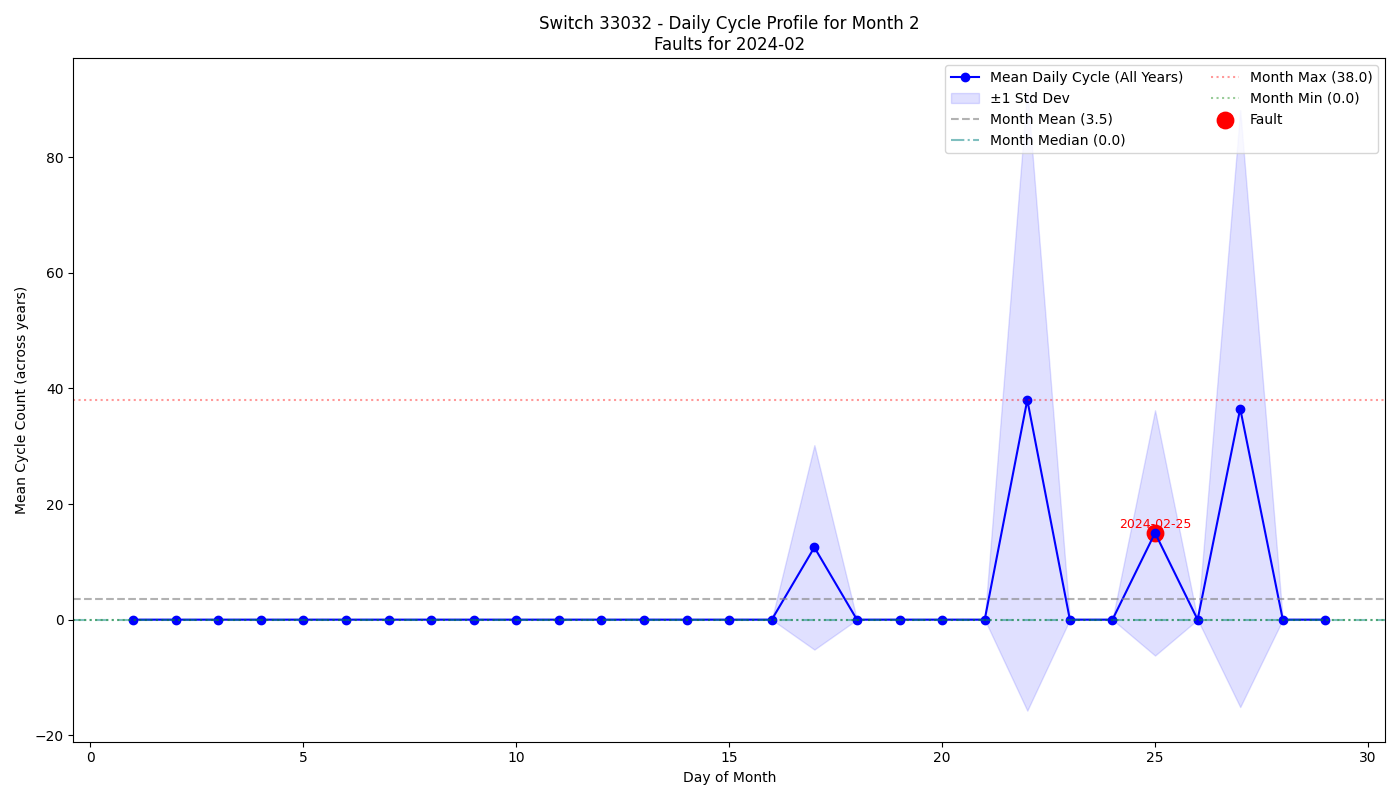 Switch 33032 - Daily Cycle Profile for Month 2
Faults for 2024-02
Mean Daily Cycle (All Years)
±1 Std Dev
Month Mean (3.5)
Month Median (0.0)
Month Max (38.0)
Month Min (0.0)
Fault
Mean Cycle Count (across years)
80
60
40
20
0
−20
2024-02-25
0
5
10
15
20
25
30
Day of Month